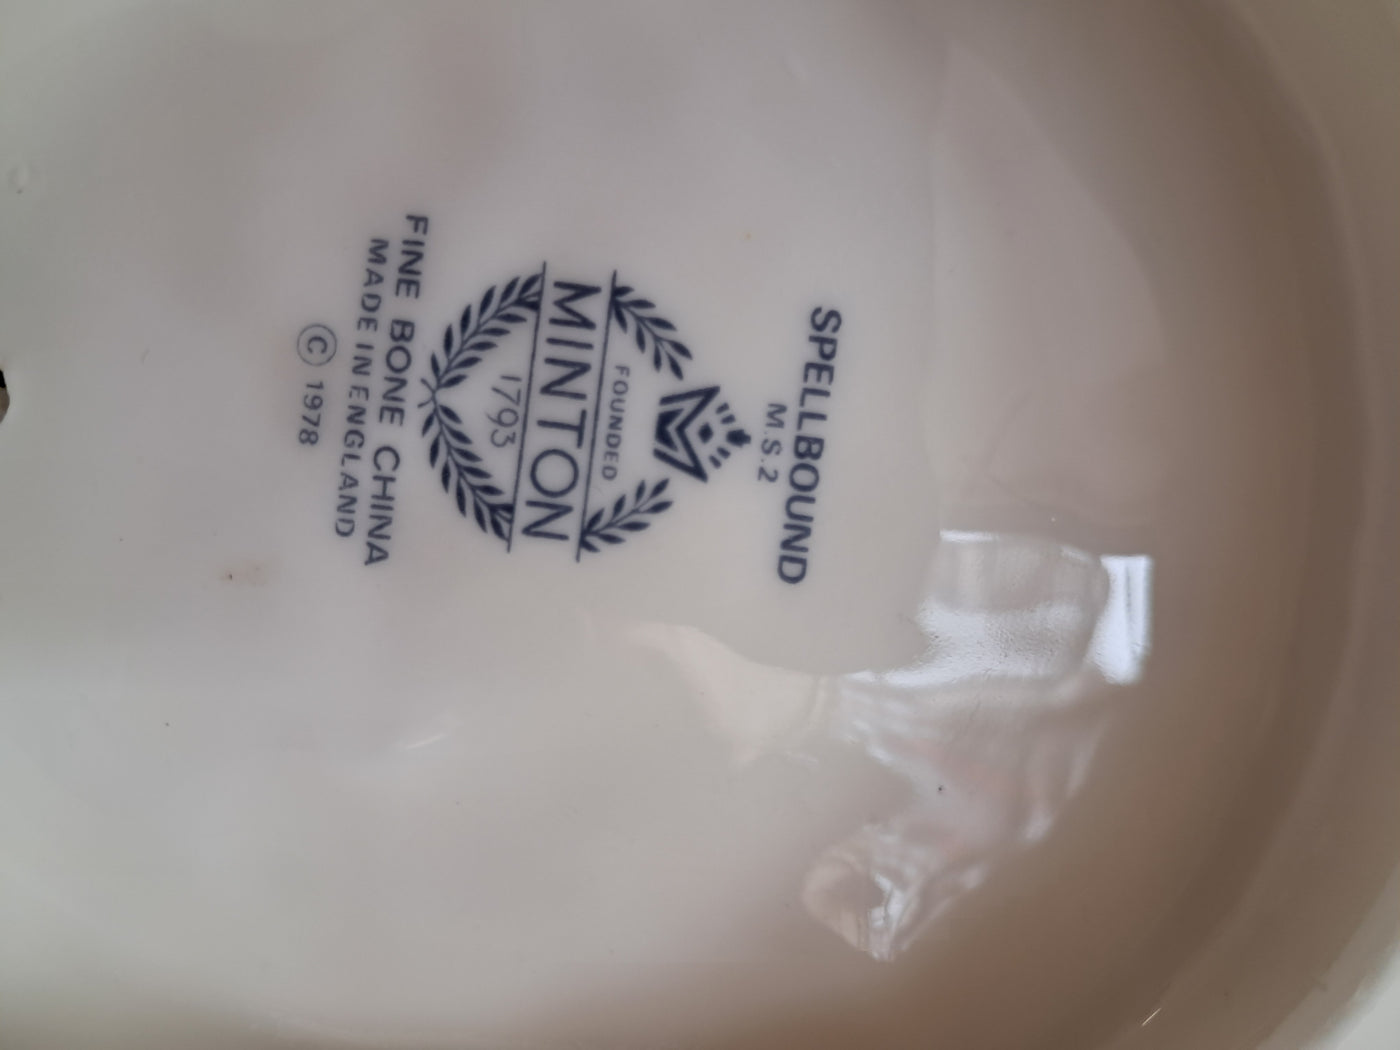 SPELLBOUND
M.S.2
FOUNDED
MINTON
1793
FINE BONE CHINA
MADE IN ENGLAND
© 1978